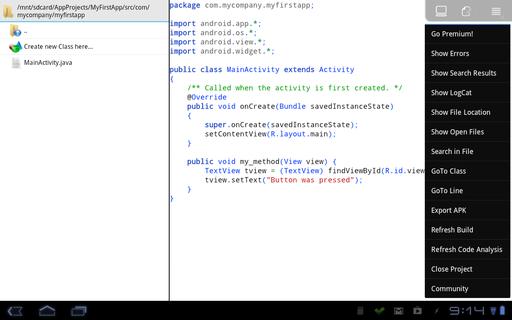 /mnt/sdcard/AppProjects/MyFirstApp/src/com/
mycompany/myfirstapp
..
Create new Class here...
MainActivity.java
package com.mycompany.myfirstapp;
import android.app.*;
import android.os.*;
import android.view.*;
import android.widget.*;
public class MainActivity extends Activity
{
/** Called when the activity is first created. */
@Override
public void onCreate(Bundle savedInstanceState)
{
super.onCreate(savedInstanceState);
setContentView(R.layout.main);
}
public void my_method(View view) {
TextView tview = (TextView) findViewById(R.id.view
tview.setText("Button was pressed");
}
}
Go Premium!
Show Errors
Show Search Results
Show LogCat
Show File Location
Show Open Files
Search in File
GoTo Class
GoTo Line
Export APK
Refresh Build
Refresh Code Analysis
Close Project
Community
9:14